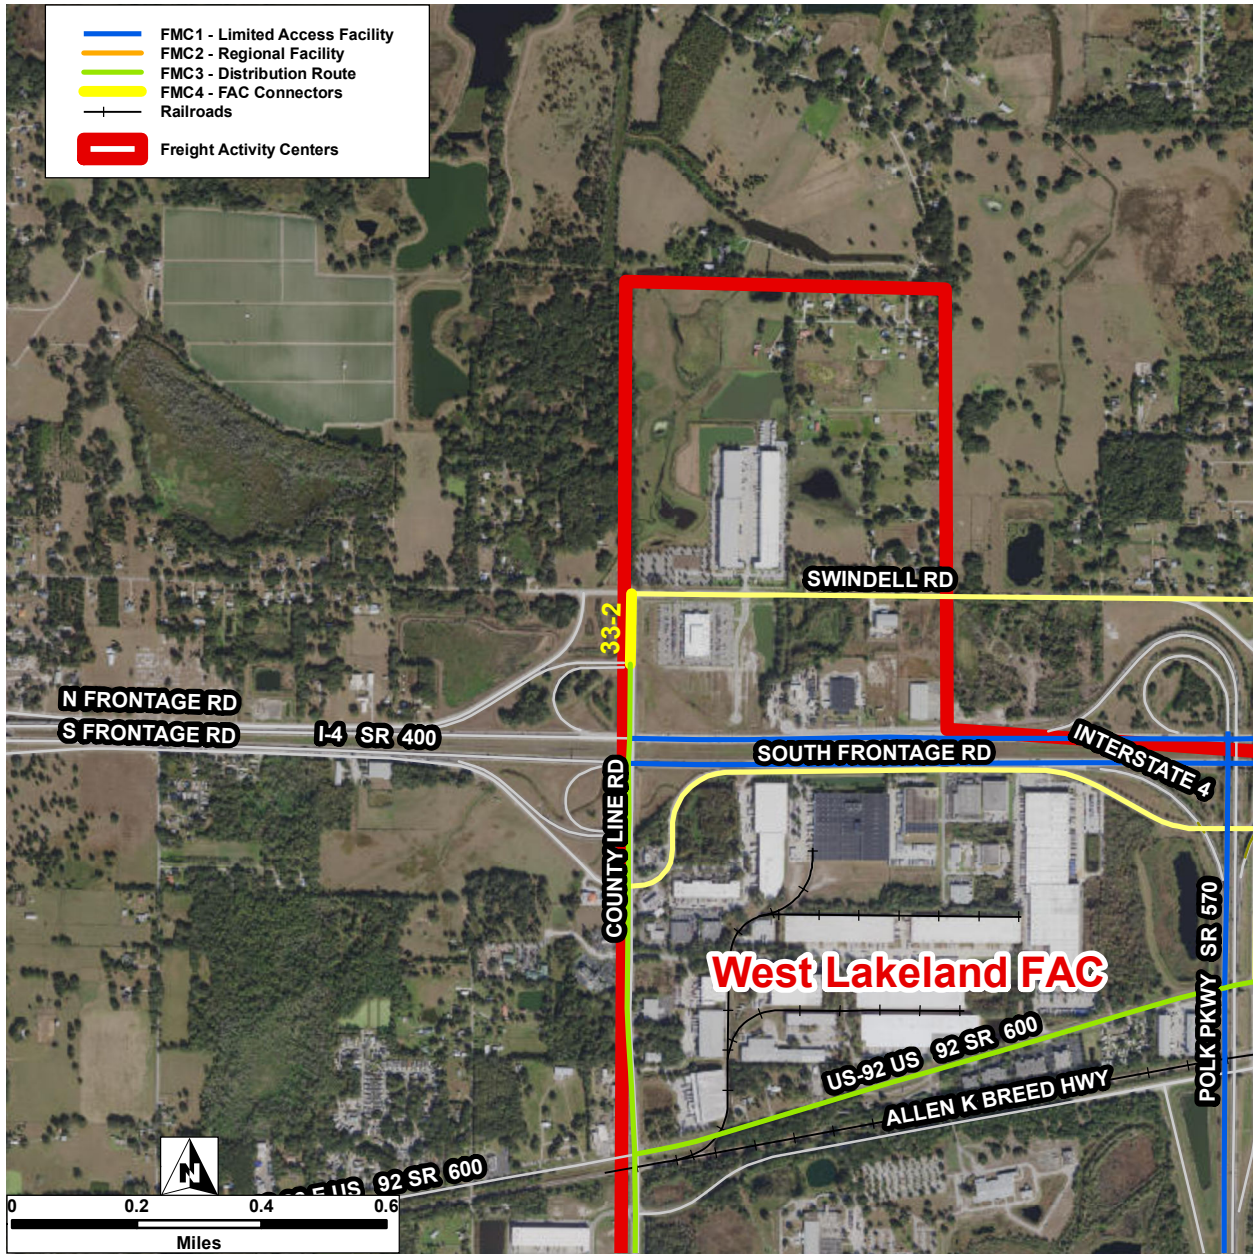 FMC1 - Limited Access Facility
FMC2 - Regional Facility
FMC3 - Distribution Route
FMC4 - FAC Connectors
Railroads
Freight Activity Centers
SWINDELL RD
33-2
N FRONTAGE RD
S FRONTAGE RD
I-4 SR 400
SOUTH FRONTAGE RD
INTERSTATE 4
COUNTY LINE RD
POLK PKWY SR 570
West Lakeland FAC
US-92 US 92 SR 600
ALLEN K BREED HWY
E US 92 SR 600
N
0 0.2 0.4 0.6
Miles